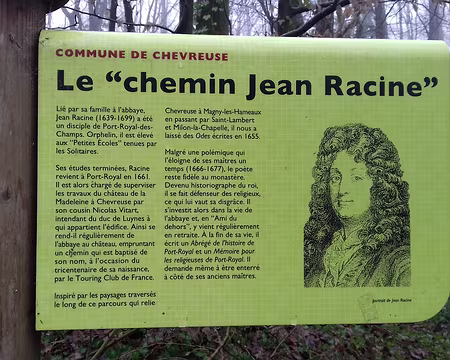 COMMUNE DE CHEVREUSE
Le “chemin Jean Racine”
Lié par sa famille à l'abbaye,
Jean Racine (1639-1699) a été
un disciple de Port-Royal-des-
Champs. Orphelin, il est élevé
aux "Petites Écoles" tenues par
les Solitaires.
Ses études terminées, Racine
revient à Port-Royal en 1661.
Il est alors chargé de superviser
les travaux du château de la
Madeleine à Chevreuse par
son cousin Nicolas Vitart,
intendant du duc de Luynes à
qui appartient l'édifice. Ainsi se
rend-il régulièrement de
l'abbaye au château, empruntant
un chemin qui est baptisé de
son nom, à l'occasion du
tricentenaire de sa naissance,
par le Touring Club de France.
Inspiré par les paysages traversés
le long de ce parcours qui relie
Chevreuse à Magny-les-Hameaux
en passant par Saint-Lambert
et Milon-la-Chapelle, il nous a
laissé des Odes écrites en 1655.
Malgré une polémique qui
l'éloigne de ses maîtres un
temps (1666-1677), le poète
reste fidèle au monastère.
Devenu historiographe du roi,
il se fait défenseur des religieux,
ce qui lui vaut sa disgrâce. Il
s'investit alors dans la vie de
l'abbaye et, en "Ami du
dehors", y vient régulièrement
en retraite. À la fin de sa vie, il
écrit un Abrégé de l'histoire de
Port-Royal et un Mémoire pour
les religieuses de Port-Royal. Il
demande même à être enterré
à côté de ses anciens maîtres.
portrait de Jean Racine